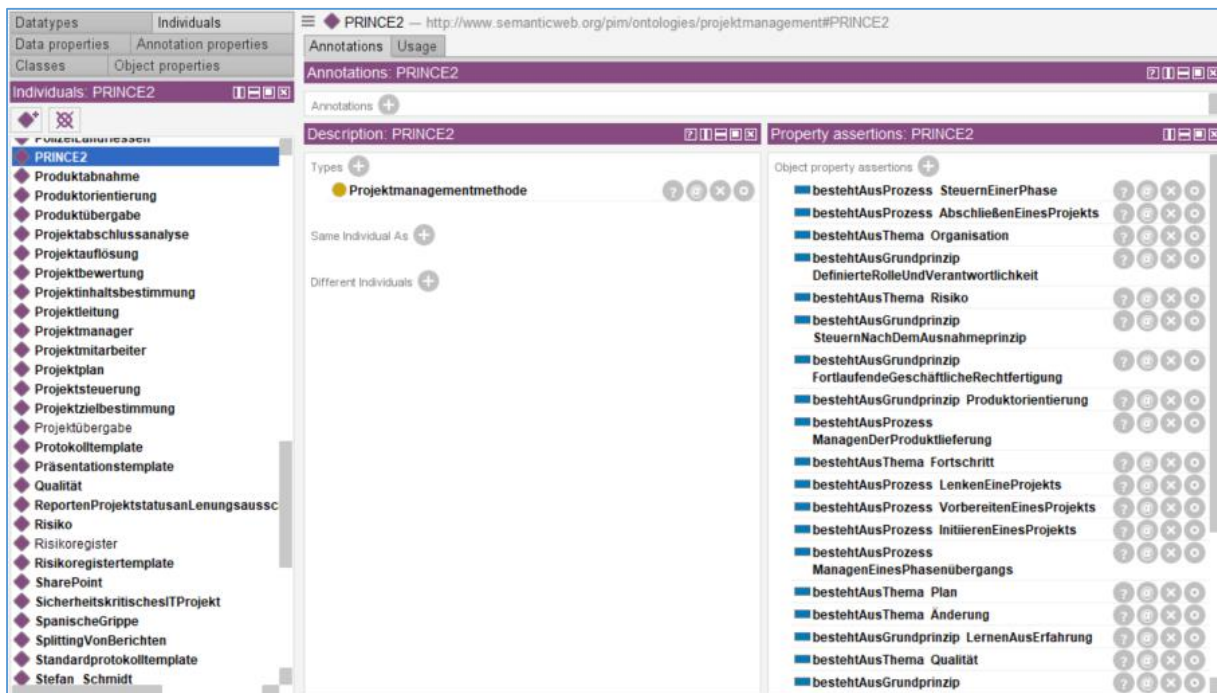 Datatypes Individuals
Data properties Annotation properties
Classes Object properties
Individuals: PRINCE2
PolizeiLandhessen
PRINCE2
Produktabnahme
Produktorientierung
Produktübergabe
Projektabschlussanalyse
Projektauflösung
Projektbewertung
Projektinhaltsbestimmung
Projektleitung
Projektmanager
Projektmitarbeiter
Projektplan
Projektsteuerung
Projektzielbestimmung
Projektübergabe
Protokolltemplate
Präsentationstemplate
Qualität
ReportenProjektstatusanLenungsaussc
Risiko
Risikoregister
Risikoregistertemplate
SharePoint
SicherheitskritischesITProjekt
SpanischeGrippe
SplittingVonBerichten
Standardprotokolltemplate
Stefan_Schmidt
PRINCE2 — http://www.semanticweb.org/pim/ontologies/projektmanagement#PRINCE2
Annotations Usage
Annotations: PRINCE2
Annotations
Description: PRINCE2
Types
Projektmanagementmethode
Same Individual As
Different Individuals
Property assertions: PRINCE2
Object property assertions
bestehtAusProzess SteuernEinerPhase
bestehtAusProzess AbschließenEinesProjekts
bestehtAusThema Organisation
bestehtAusGrundprinzip
DefinierteRolleUndVerantwortlichkeit
bestehtAusThema Risiko
bestehtAusGrundprinzip
SteuernNachDemAusnahmeprinzip
bestehtAusGrundprinzip
FortlaufendeGeschäftlicheRechtfertigung
bestehtAusGrundprinzip Produktorientierung
bestehtAusProzess
ManagenDerProduktlieferung
bestehtAusThema Fortschritt
bestehtAusProzess LenkenEineProjekts
bestehtAusProzess VorbereitenEinesProjekts
bestehtAusProzess InitiierenEinesProjekts
bestehtAusProzess
ManagenEinesPhasenübergangs
bestehtAusThema Plan
bestehtAusThema Änderung
bestehtAusGrundprinzip LernenAusErfahrung
bestehtAusThema Qualität
bestehtAusGrundprinzip